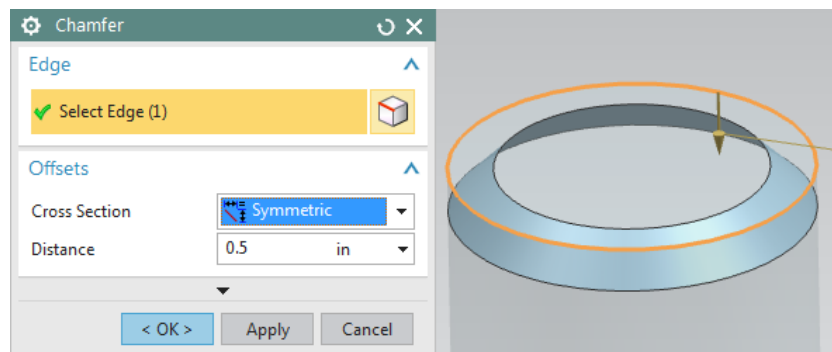 Chamfer
Edge
Select Edge (1)
Offsets
Cross Section Symmetric
Distance 0.5 in
< OK > Apply Cancel